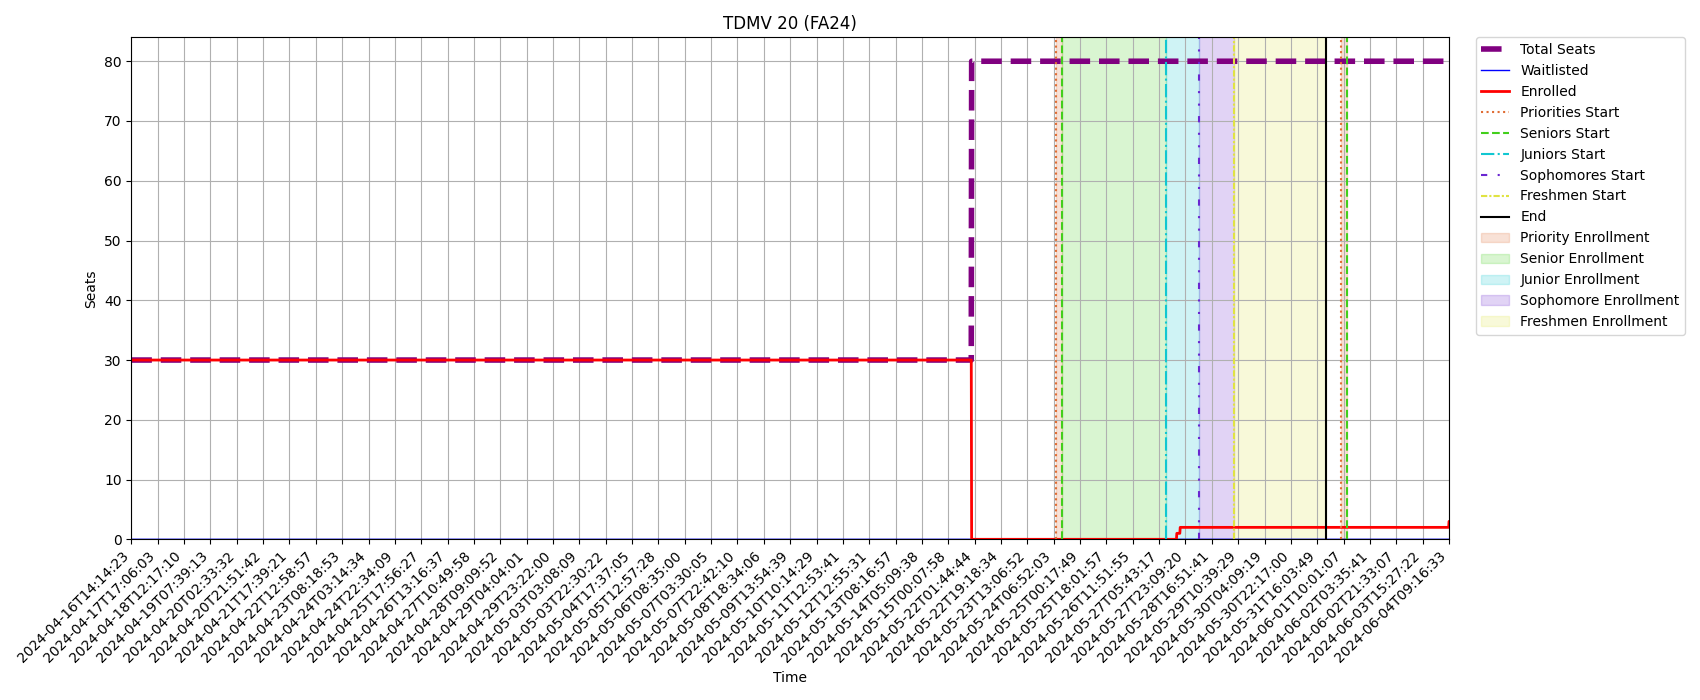 TDMV 20 (FA24)
Seats
80
70
60
50
40
30
20
10
0
2024-04-16T14:14:23
2024-04-17T17:06:03
2024-04-18T12:17:10
2024-04-19T07:39:13
2024-04-20T02:33:32
2024-04-20T21:51:42
2024-04-21T17:39:21
2024-04-22T12:58:57
2024-04-23T08:18:53
2024-04-24T03:14:34
2024-04-24T22:34:09
2024-04-25T17:56:27
2024-04-26T13:16:37
2024-04-27T10:49:58
2024-04-28T09:09:52
2024-04-29T04:04:01
2024-04-29T23:22:00
2024-05-03T03:08:09
2024-05-03T22:30:22
2024-05-04T17:37:05
2024-05-05T12:57:28
2024-05-06T08:35:00
2024-05-07T03:30:05
2024-05-07T22:42:10
2024-05-08T18:34:06
2024-05-09T13:54:39
2024-05-10T10:14:29
2024-05-11T12:53:41
2024-05-12T12:55:31
2024-05-13T08:16:57
2024-05-14T05:09:38
2024-05-15T00:07:58
2024-05-22T01:44:44
2024-05-22T19:18:34
2024-05-23T13:06:52
2024-05-24T06:52:03
2024-05-25T00:17:49
2024-05-25T18:01:57
2024-05-26T11:51:55
2024-05-27T05:43:17
2024-05-27T23:09:20
2024-05-28T16:51:41
2024-05-29T10:39:29
2024-05-30T04:09:19
2024-05-30T22:17:00
2024-05-31T16:03:49
2024-06-01T10:01:07
2024-06-02T03:35:41
2024-06-02T21:33:07
2024-06-03T15:27:22
2024-06-04T09:16:33
Time
Total Seats
Waitlisted
Enrolled
Priorities Start
Seniors Start
Juniors Start
Sophomores Start
Freshmen Start
End
Priority Enrollment
Senior Enrollment
Junior Enrollment
Sophomore Enrollment
Freshmen Enrollment